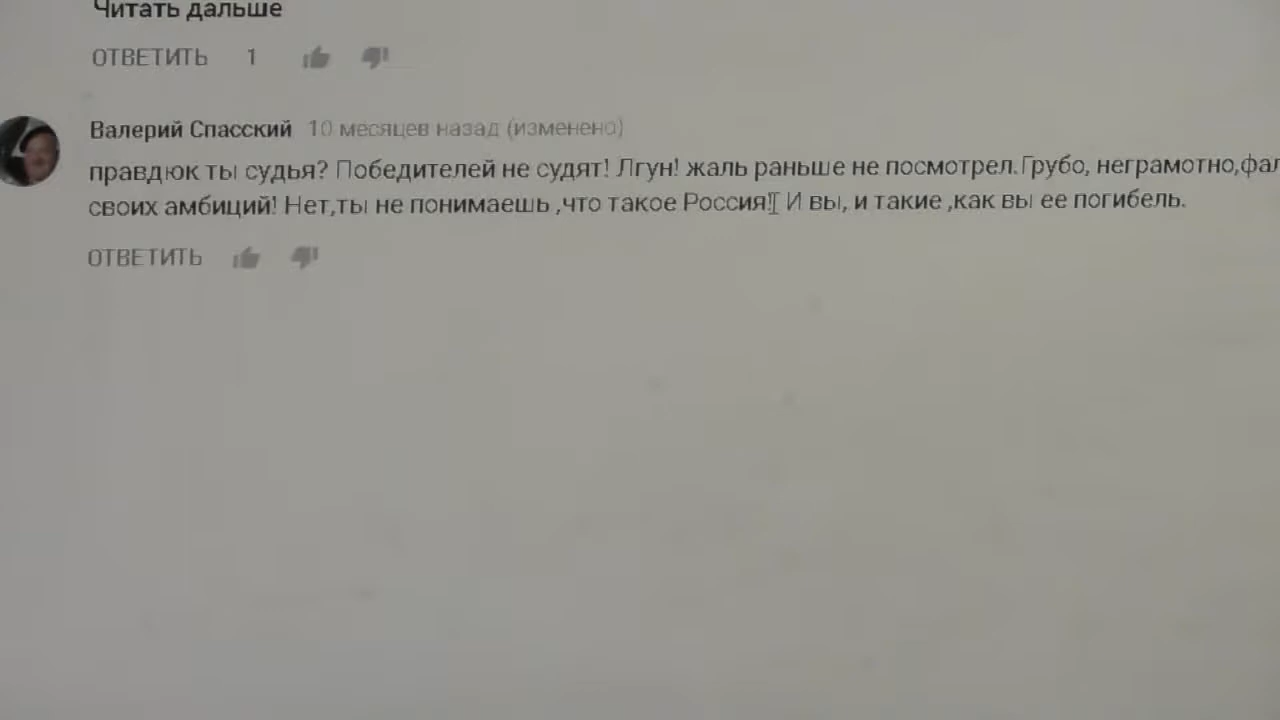 Читать дальше
ОТВЕТИТЬ 1
Валерий Спасский 10 месяцев назад (изменено)
правдюк ты судья? Победителей не судят! Лгун! жаль раньше не посмотрел.Грубо, неграмотно,
своих амбиций! Нет,ты не понимаешь ,что такое Россия! И вы, и такие ,как вы ее погибель.
ОТВЕТИТЬ